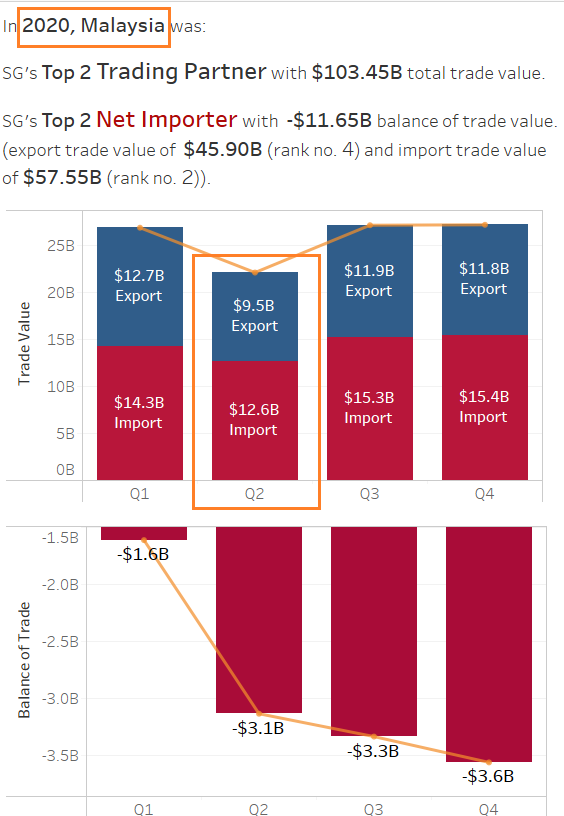 In 2020, Malaysia was:
SG's Top 2 Trading Partner with $103.45B total trade value.
SG's Top 2 Net Importer with -$11.65B balance of trade value.
(export trade value of $45.90B (rank no. 4) and import trade value
of $57.55B (rank no. 2)).
Trade Value
25B
20B
15B
10B
5B
0B
$12.7B
Export
$9.5B
Export
$11.9B
Export
$11.8B
Export
$14.3B
Import
$12.6B
Import
$15.3B
Import
$15.4B
Import
Q1 Q2 Q3 Q4
Balance of Trade
-1.5B
-2.0B
-2.5B
-3.0B
-3.5B
-$1.6B
-$3.1B
-$3.3B
-$3.6B
Q1 Q2 Q3 Q4